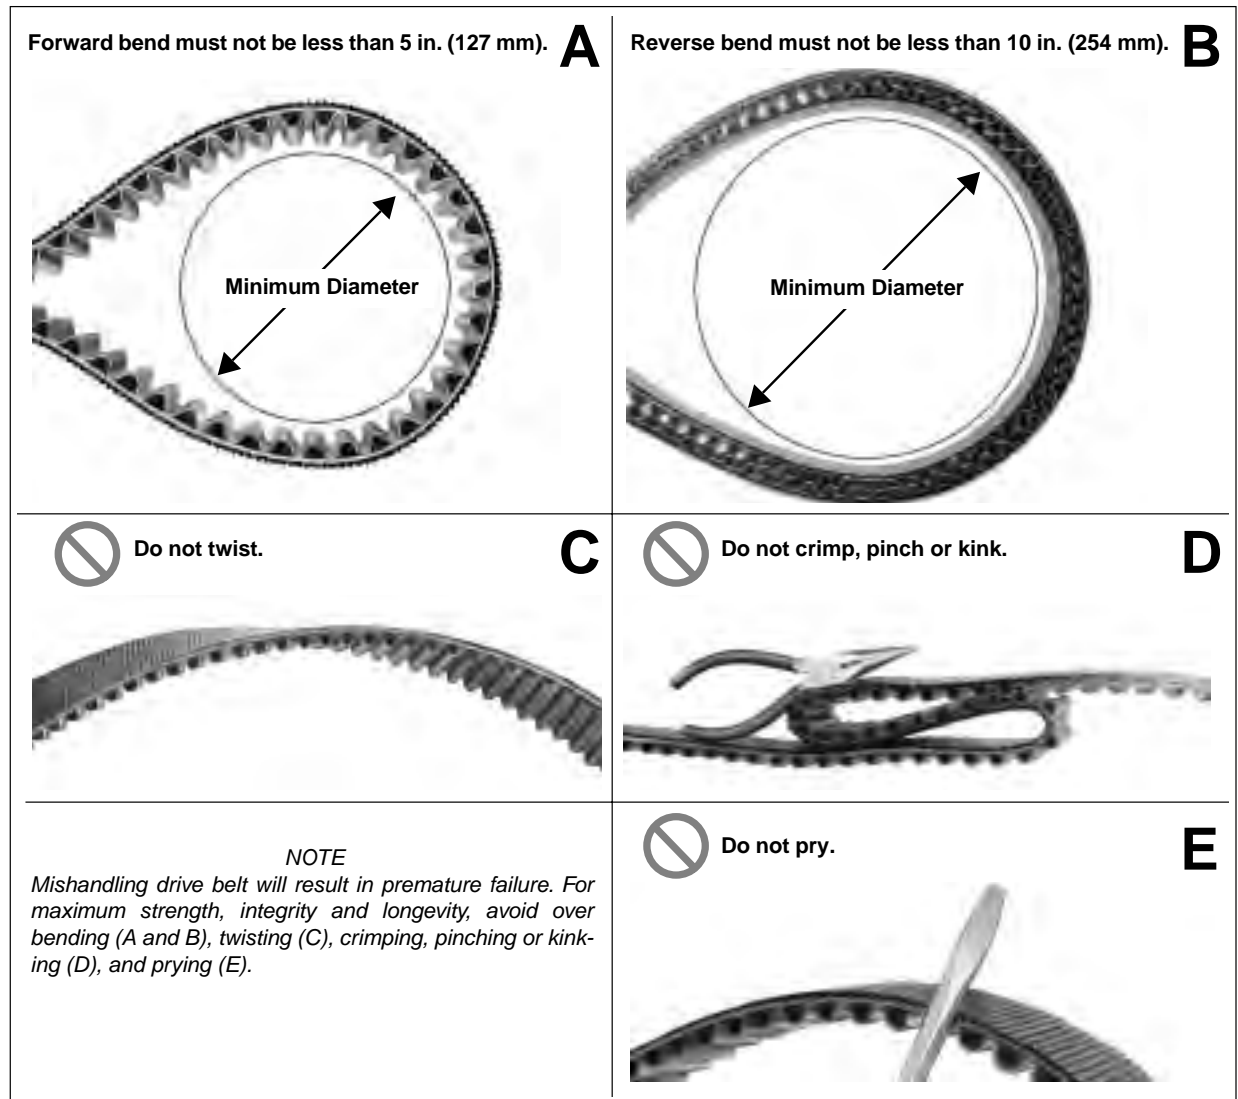 Forward bend must not be less than 5 in. (127 mm).
A
Minimum Diameter
Reverse bend must not be less than 10 in. (254 mm).
B
Minimum Diameter
Do not twist.
C
Do not crimp, pinch or kink.
D
NOTE
Mishandling drive belt will result in premature failure. For
maximum strength, integrity and longevity, avoid over
bending (A and B), twisting (C), crimping, pinching or kink-
ing (D), and prying (E).
Do not pry.
E